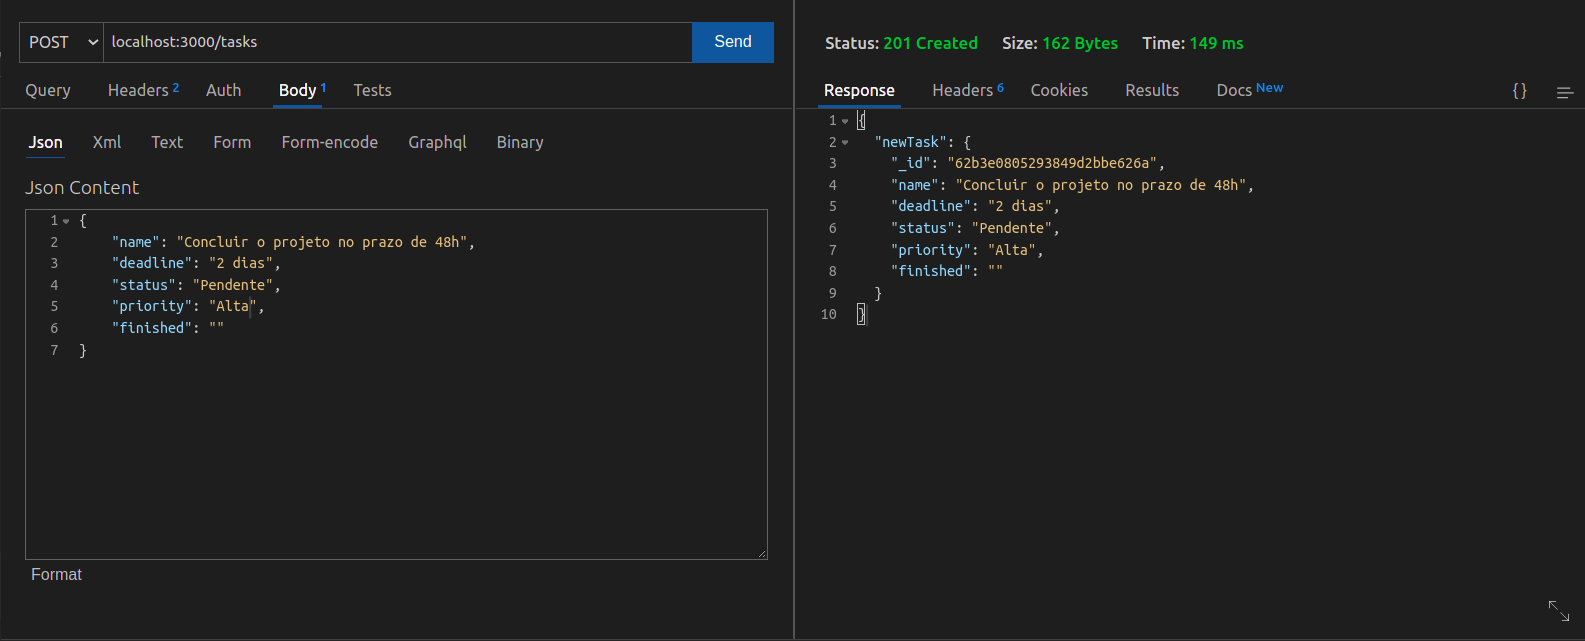 POST localhost:3000/tasks Send
Query Headers 2 Auth Body 1 Tests
Json Xml Text Form Form-encode Graphql Binary
Json Content
1 {
2 "name": "Concluir o projeto no prazo de 48h",
3 "deadline": "2 dias",
4 "status": "Pendente",
5 "priority": "Alta",
6 "finished": ""
7 }
Format
Status: 201 Created Size: 162 Bytes Time: 149 ms
Response Headers 6 Cookies Results Docs New
{}
1 {
2 "newTask": {
3 "_id": "62b3e0805293849d2bbe626a",
4 "name": "Concluir o projeto no prazo de 48h",
5 "deadline": "2 dias",
6 "status": "Pendente",
7 "priority": "Alta",
8 "finished": ""
9 }
10 }